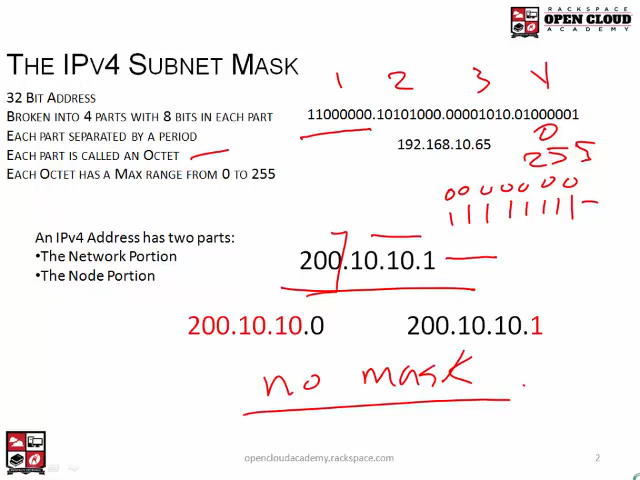 RACKSPACE
OPEN CLOUD
ACADEMY
THE IPV4 SUBNET MASK
1 2 3 4
32 BIT ADDRESS
BROKEN INTO 4 PARTS WITH 8 BITS IN EACH PART
11000000.10101000.00001010.01000001
EACH PART SEPARATED BY A PERIOD
0
192.168.10.65
EACH PART IS CALLED AN OCTET
255
EACH OCTET HAS A MAX RANGE FROM 0 TO 255
An IPv4 Address has two parts:
•The Network Portion
200.10.10.1
•The Node Portion
200.10.10.0
200.10.10.1
no mask
opencloudacademy.rackspace.com
2